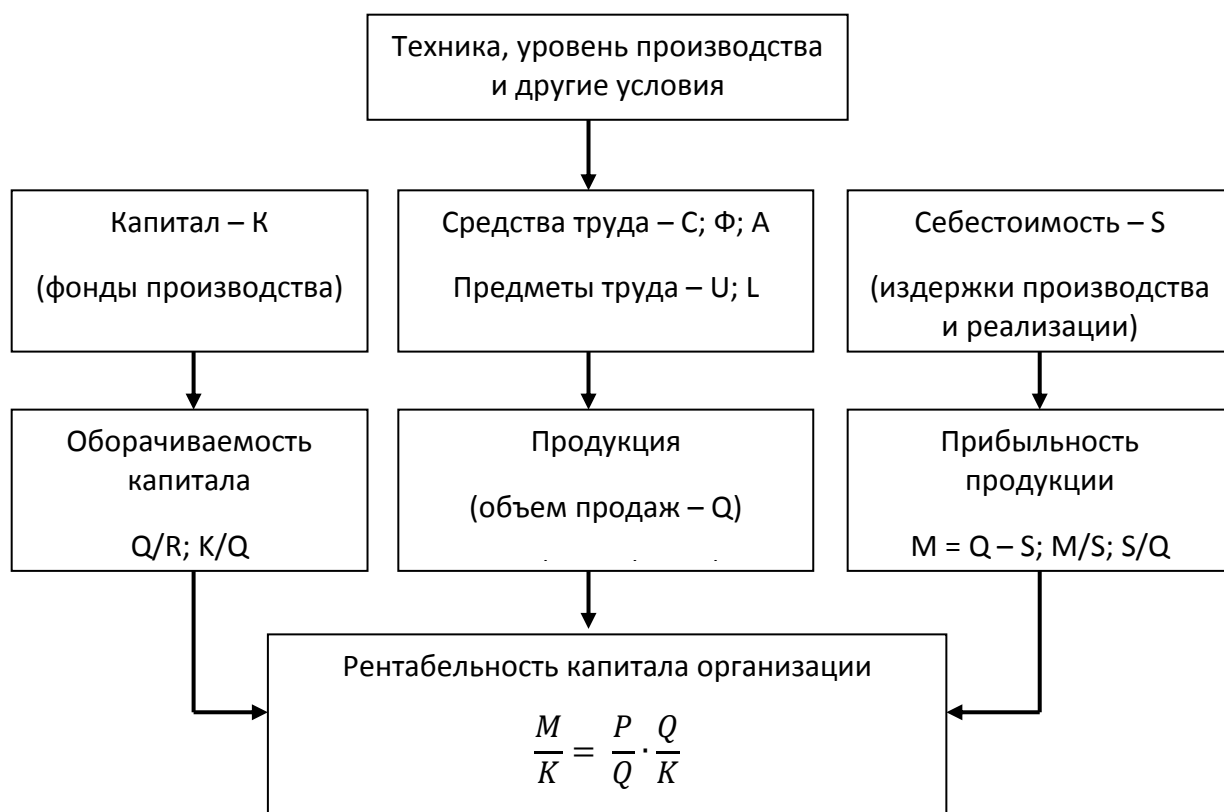 Техника, уровень производства
и другие условия
Капитал – К
(фонды производства)
Средства труда – С; Ф; А
Предметы труда – U; L
Себестоимость – S
(издержки производства
и реализации)
Оборачиваемость
капитала
Q/R; K/Q
Продукция
(объем продаж – Q)
Прибыльность
продукции
M = Q – S; M/S; S/Q
Рентабельность капитала организации
M/K = P/Q · Q/K